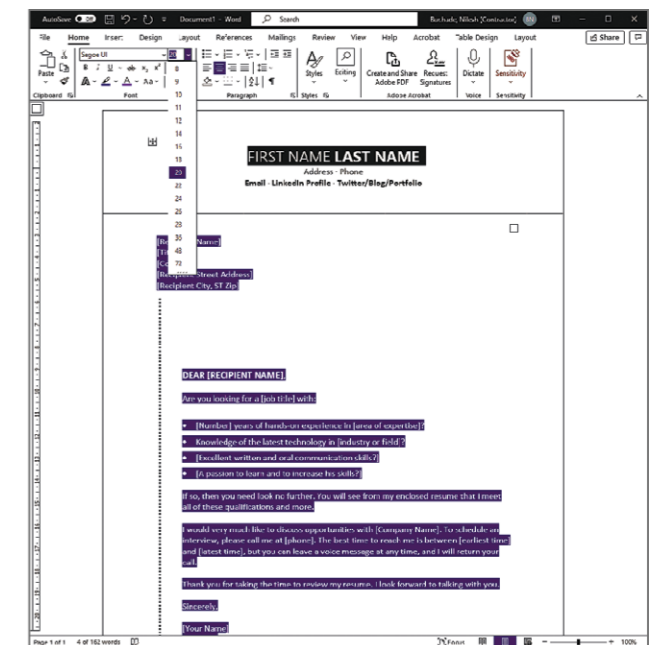 AutoSave Off Document1 - Word Search
File Home Insert Design Layout References Mailings Review View Help Acrobat Table Design Layout Share
Paste Segoe UI 20 Styles Editing Create and Share Adobe PDF Request Signatures Dictate Sensitivity
Clipboard Font Paragraph Styles Adobe Acrobat Voice Sensitivity
8
9
10
11
12
14
16
18
20
22
24
26
28
36
48
72
FIRST NAME LAST NAME
Address · Phone
Email · LinkedIn Profile · Twitter/Blog/Portfolio
Name]
Street Address]
[Recipient City, ST Zip]
DEAR [RECIPIENT NAME],
Are you looking for a [job title] with:
• [Number] years of hands-on experience in [area of expertise]?
• Knowledge of the latest technology in [industry or field]?
• [Excellent written and oral communication skills?]
• [A passion to learn and to increase his skills?]
If so, then you need look no further. You will see from my enclosed resume that I meet
all of these qualifications and more.
I would very much like to discuss opportunities with [Company Name]. To schedule an
interview, please call me at [phone]. The best time to reach me is between [earliest time]
and [latest time], but you can leave a voice message at any time, and I will return your
call.
Thank you for taking the time to review my resume. I look forward to talking with you.
Sincerely,
[Your Name]
Page 1 of 1 4 of 162 words Focus 100%